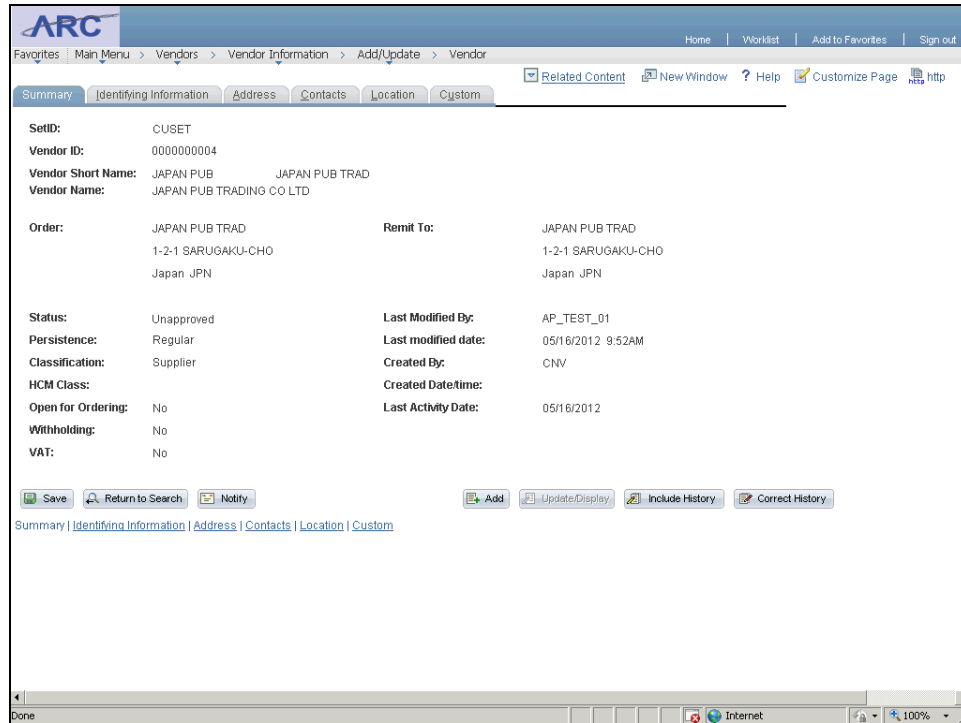 ARC
Home | Worklist | Add to Favorites | Sign out
Favorites Main Menu > Vendors > Vendor Information > Add/Update > Vendor
Related Content New Window ? Help Customize Page http
Summary Identifying Information Address Contacts Location Custom
SetID: CUSET
Vendor ID: 0000000004
Vendor Short Name: JAPAN PUB JAPAN PUB TRAD
Vendor Name: JAPAN PUB TRADING CO LTD
Order: JAPAN PUB TRAD Remit To: JAPAN PUB TRAD
1-2-1 SARUGAKU-CHO 1-2-1 SARUGAKU-CHO
Japan JPN Japan JPN
Status: Unapproved Last Modified By: AP_TEST_01
Persistence: Regular Last modified date: 05/16/2012 9:52AM
Classification: Supplier Created By: CNV
HCM Class: Created Date/time:
Open for Ordering: No Last Activity Date: 05/16/2012
Withholding: No
VAT: No
Save Return to Search Notify Add Update/Display Include History Correct History
Summary | Identifying Information | Address | Contacts | Location | Custom
Done Internet 100%